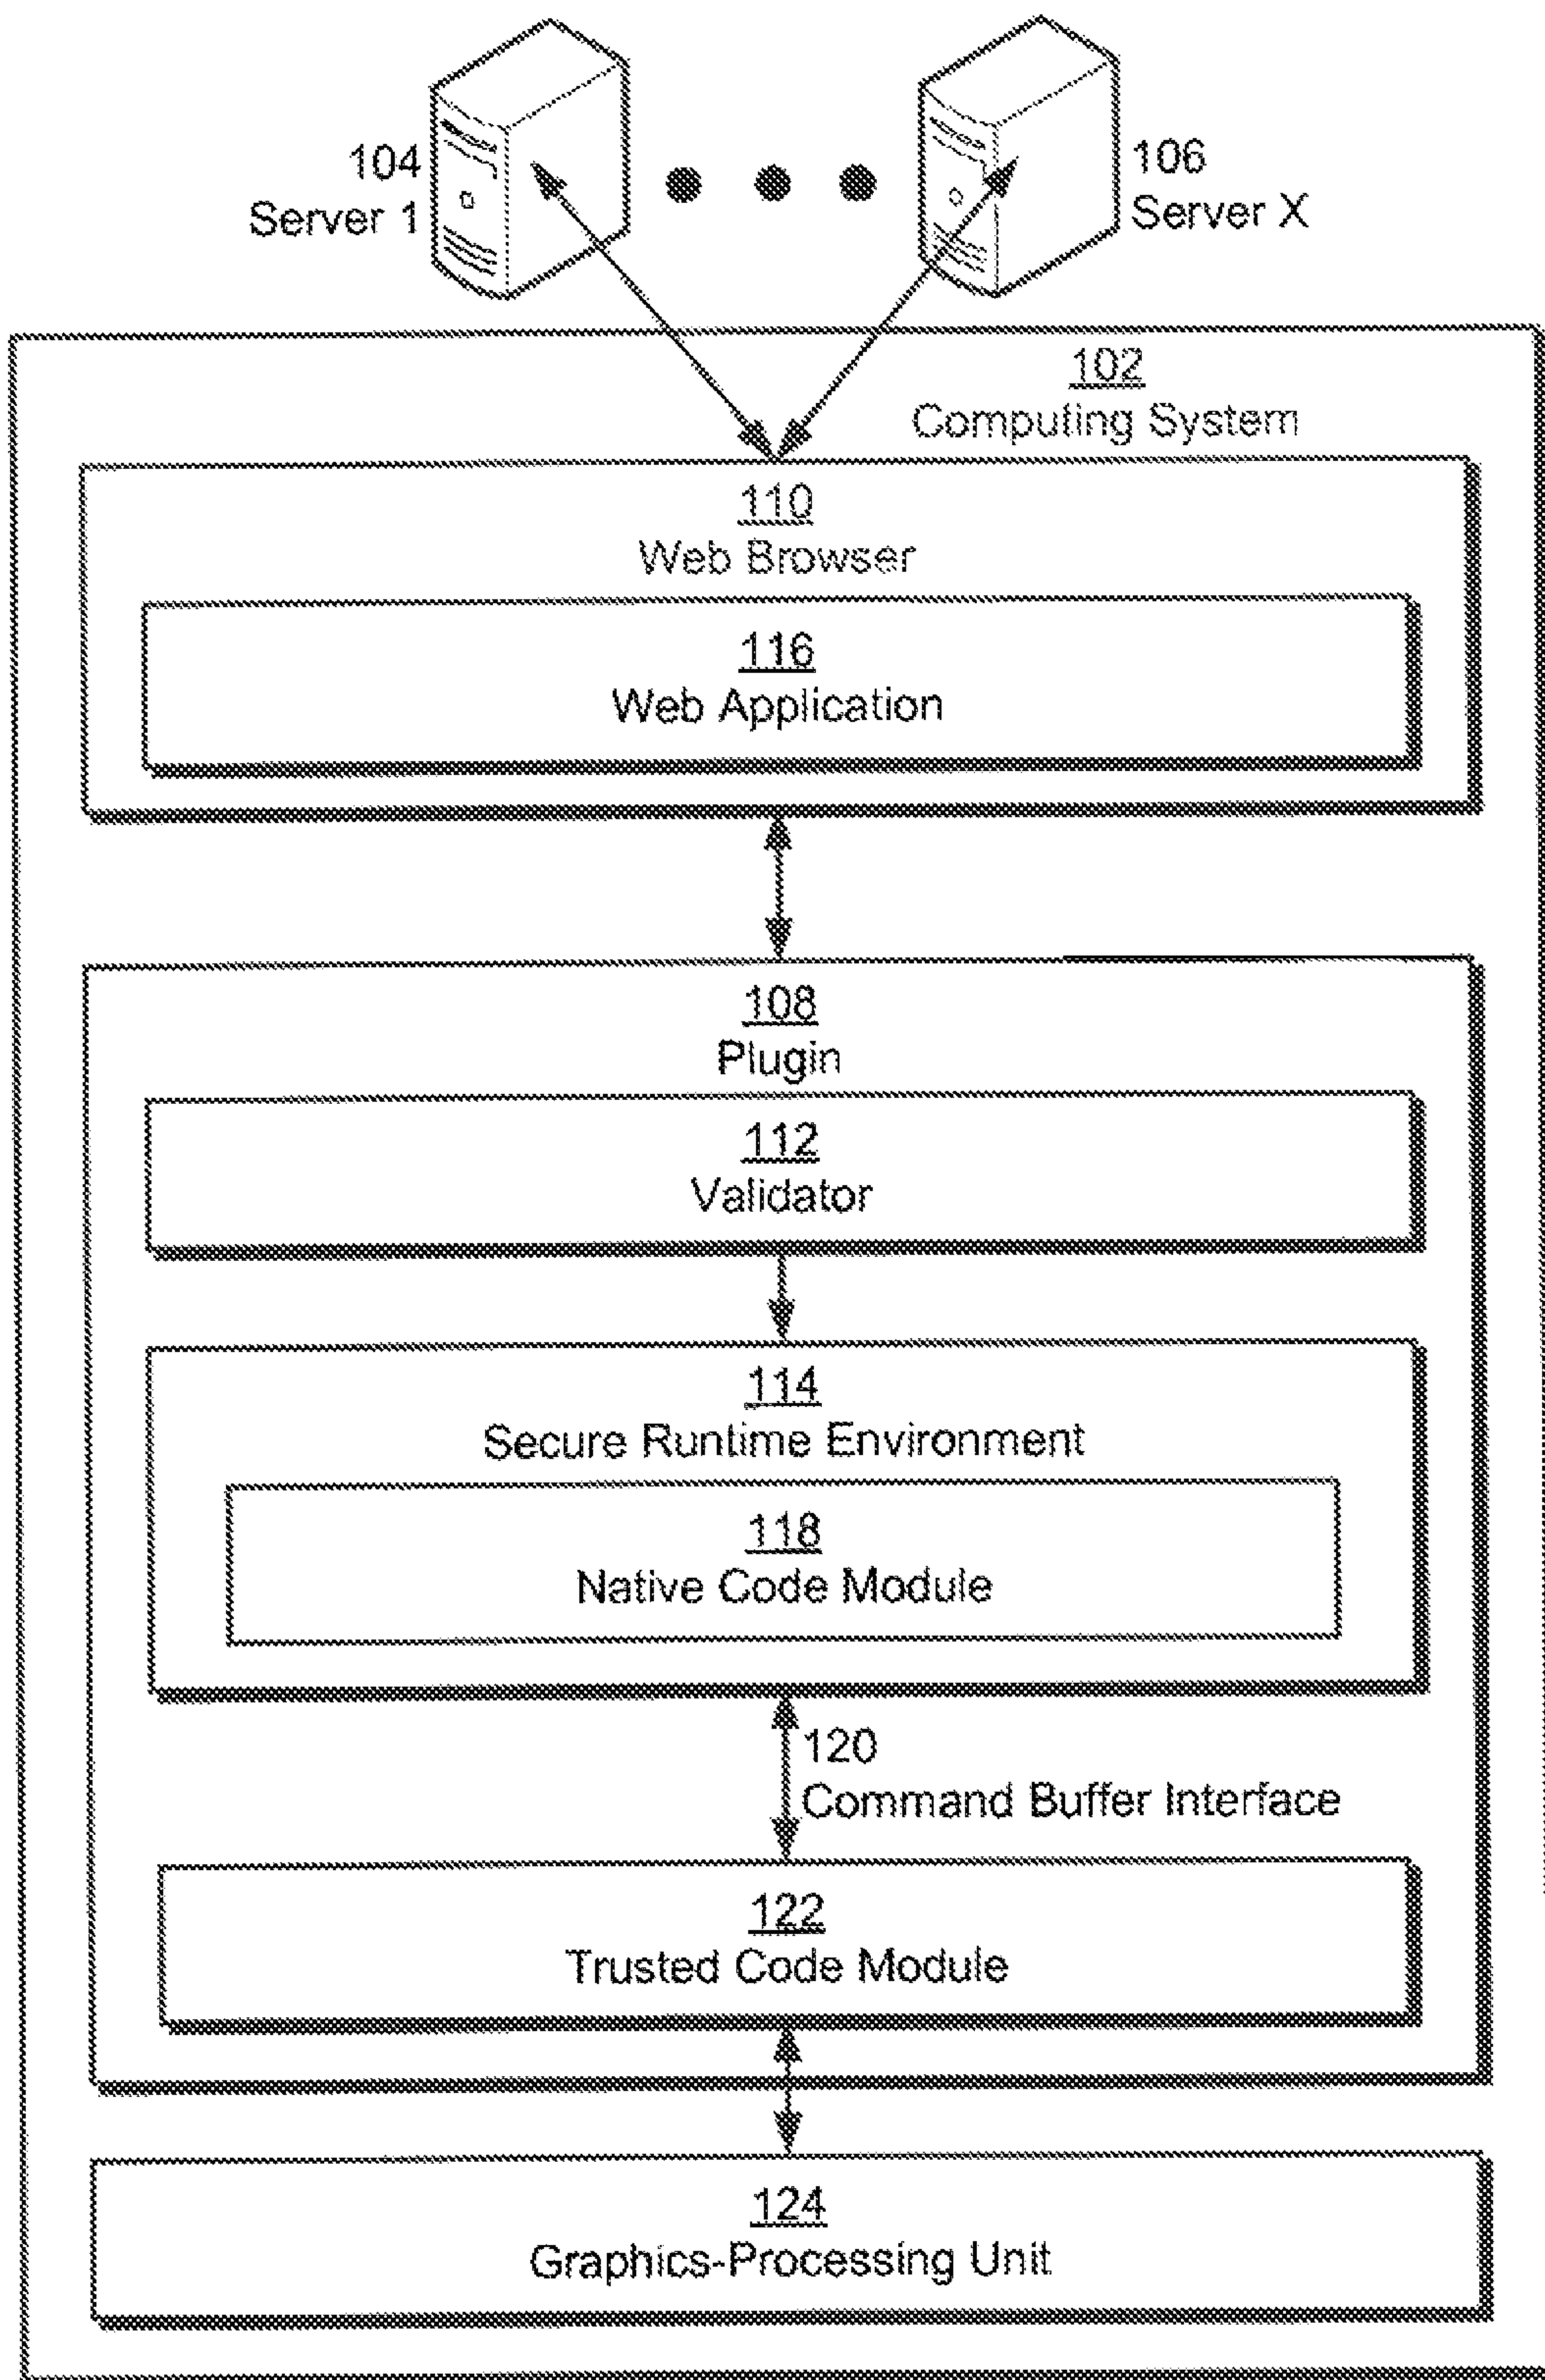 104
Server 1
106
Server X
102
Computing System
110
Web Browser
116
Web Application
108
Plugin
112
Validator
114
Secure Runtime Environment
118
Native Code Module
120
Command Buffer Interface
122
Trusted Code Module
124
Graphics-Processing Unit